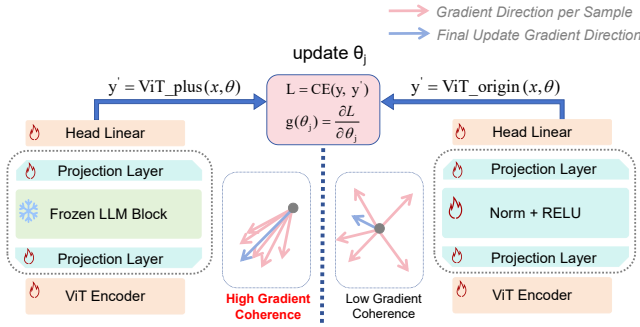 Gradient Direction per Sample
Final Update Gradient Direction
update θj
y' = ViT_plus(x, θ)
L = CE(y, y')
g(θj) = ∂L / ∂θj
y' = ViT_origin(x, θ)
Head Linear
Projection Layer
Frozen LLM Block
Projection Layer
ViT Encoder
High Gradient
Coherence
Low Gradient
Coherence
Head Linear
Projection Layer
Norm + RELU
Projection Layer
ViT Encoder